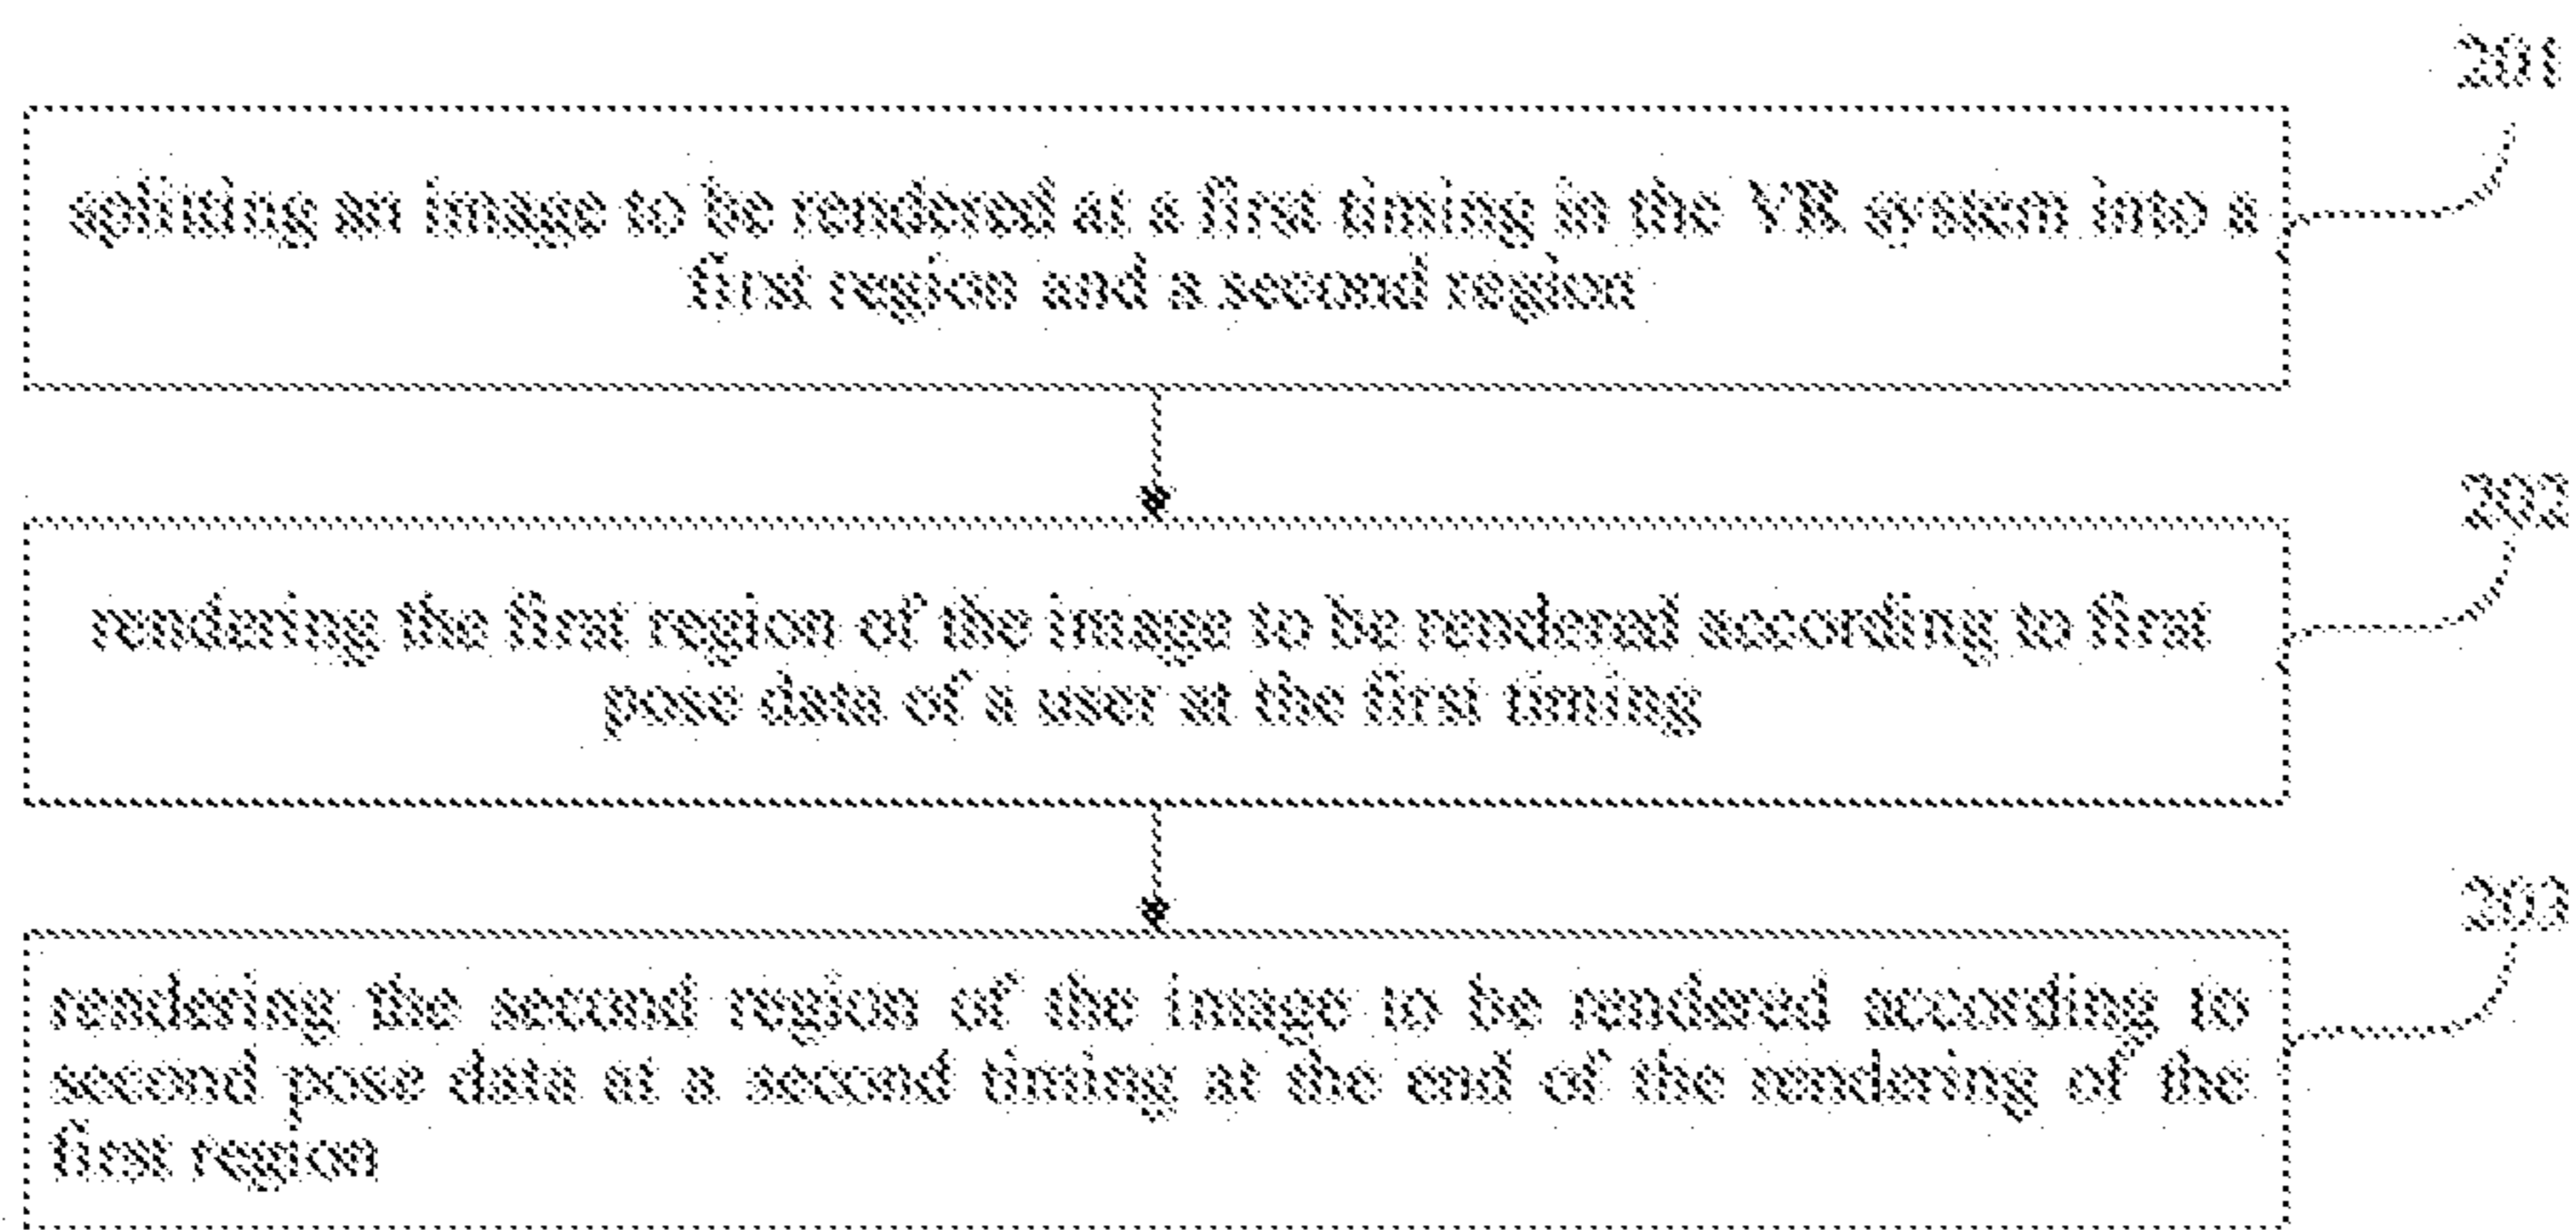 201
splitting an image to be rendered at a first timing in the VR system into a
first region and a second region
202
rendering the first region of the image to be rendered according to first
pose data of a user at the first timing
203
rendering the second region of the image to be rendered according to
second pose data at a second timing at the end of the rendering of the
first region